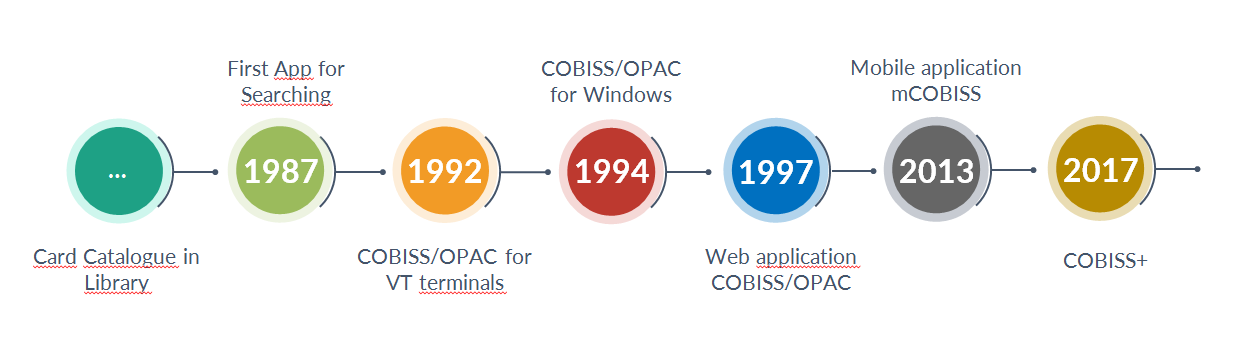 ...
Card Catalogue in
Library
First App for
Searching
1987
1992
COBISS/OPAC for
VT terminals
COBISS/OPAC
for Windows
1994
1997
Web application
COBISS/OPAC
Mobile application
mCOBISS
2013
2017
COBISS+